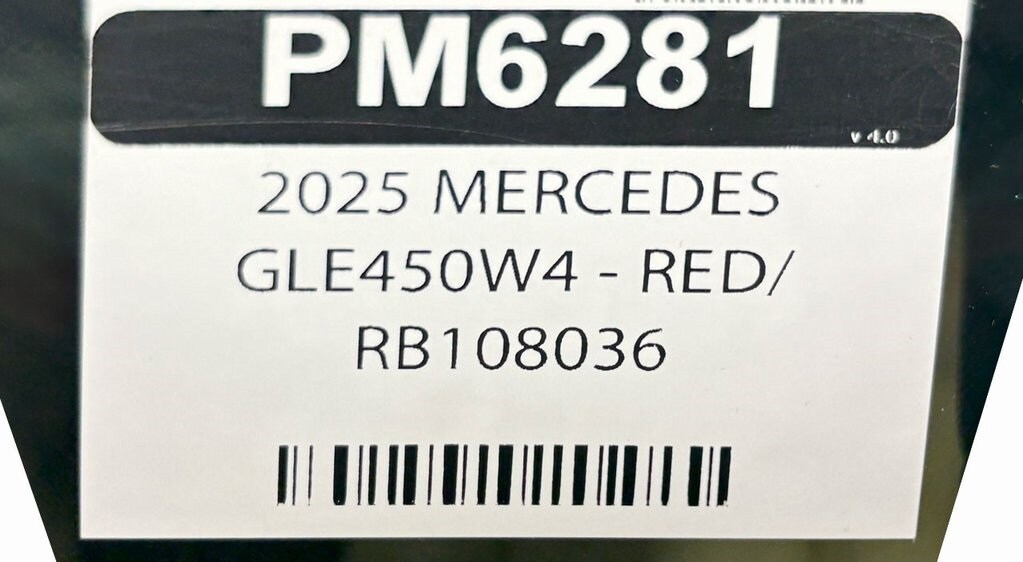 PM6281
v 4.0
2025 MERCEDES
GLE450W4 - RED/
RB108036